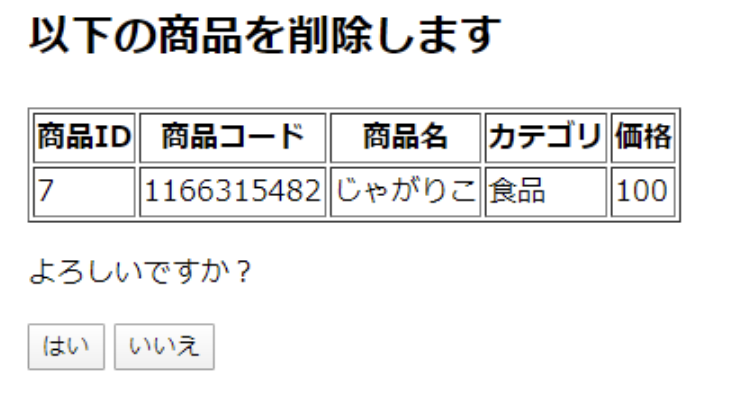 以下の商品を削除します
商品ID 商品コード 商品名 カテゴリ 価格
7 1166315482 じゃがりこ 食品 100
よろしいですか？
はい いいえ